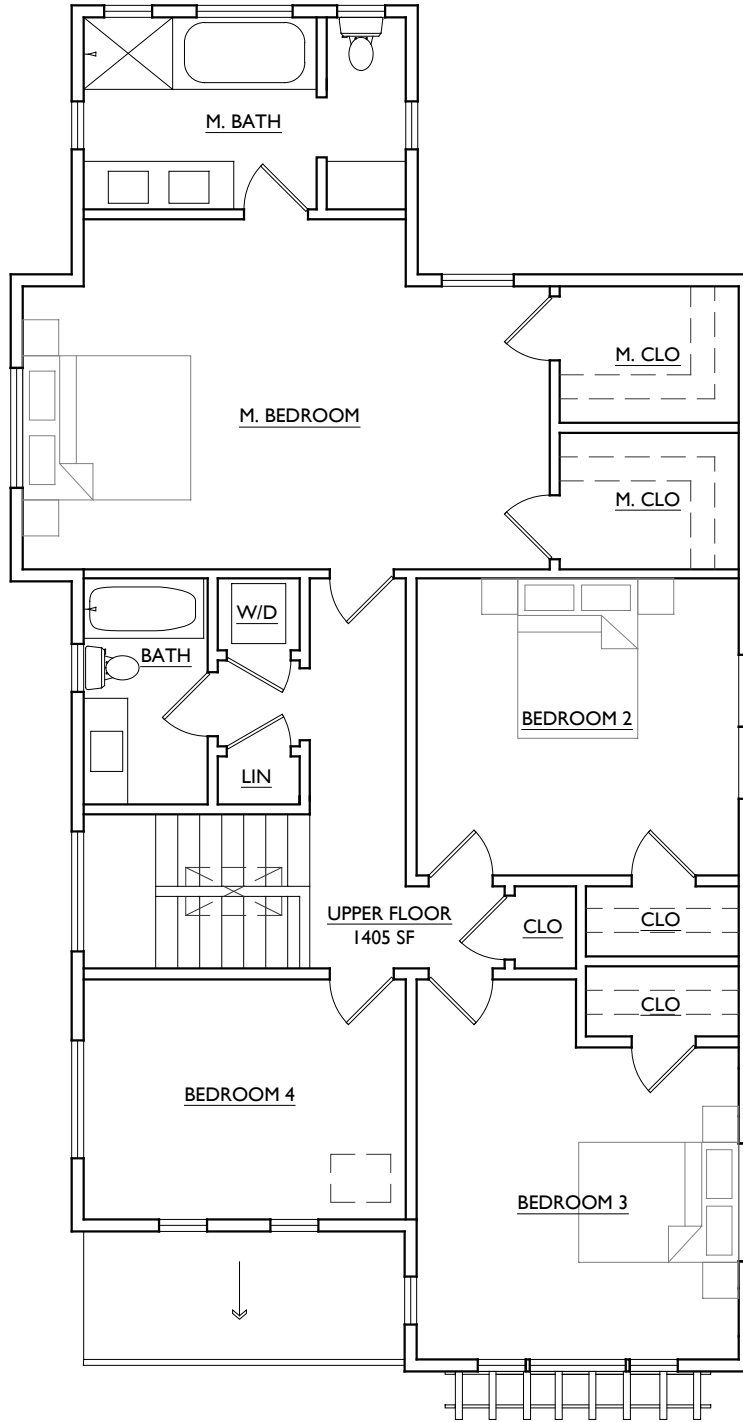 M. BATH
M. CLO
M. BEDROOM
M. CLO
W/D
BATH
BEDROOM 2
LIN
UPPER FLOOR
1405 SF
CLO
CLO
CLO
BEDROOM 4
BEDROOM 3